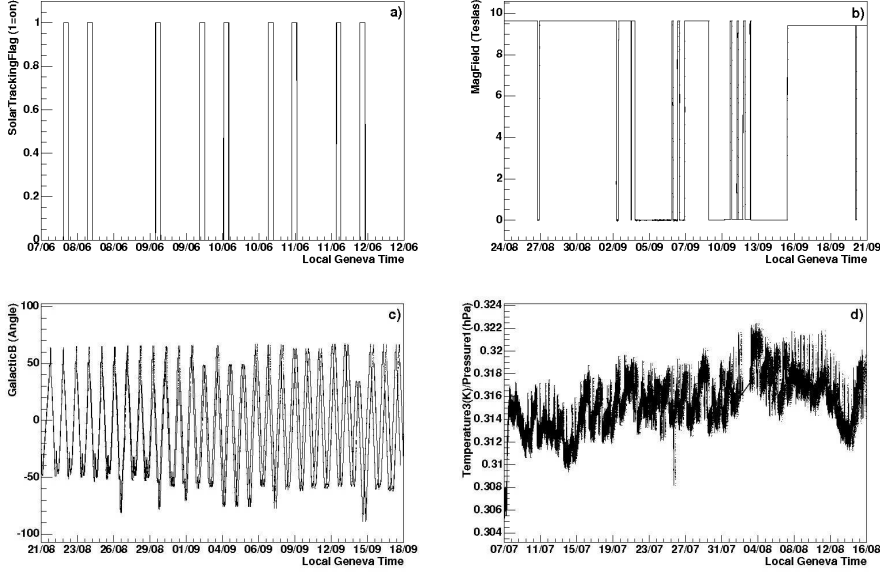 a)
SolarTrackingFlag (1=on)
1
0.8
0.6
0.4
0.2
0
07/06 08/06 08/06 09/06 09/06 10/06 10/06 11/06 11/06 12/06 12/06
Local Geneva Time
b)
MagField (Teslas)
10
8
6
4
2
0
24/08 27/08 30/08 02/09 05/09 07/09 10/09 13/09 16/09 18/09 21/09
Local Geneva Time
c)
GalacticB (Angle)
100
50
0
-50
-100
21/08 23/08 26/08 29/08 01/09 04/09 06/09 09/09 12/09 15/09 18/09
Local Geneva Time
d)
Temperature3(K)/Pressure1(hPa)
0.324
0.322
0.32
0.318
0.316
0.314
0.312
0.31
0.308
0.306
0.304
07/07 11/07 15/07 19/07 23/07 27/07 31/07 04/08 08/08 12/08 16/08
Local Geneva Time